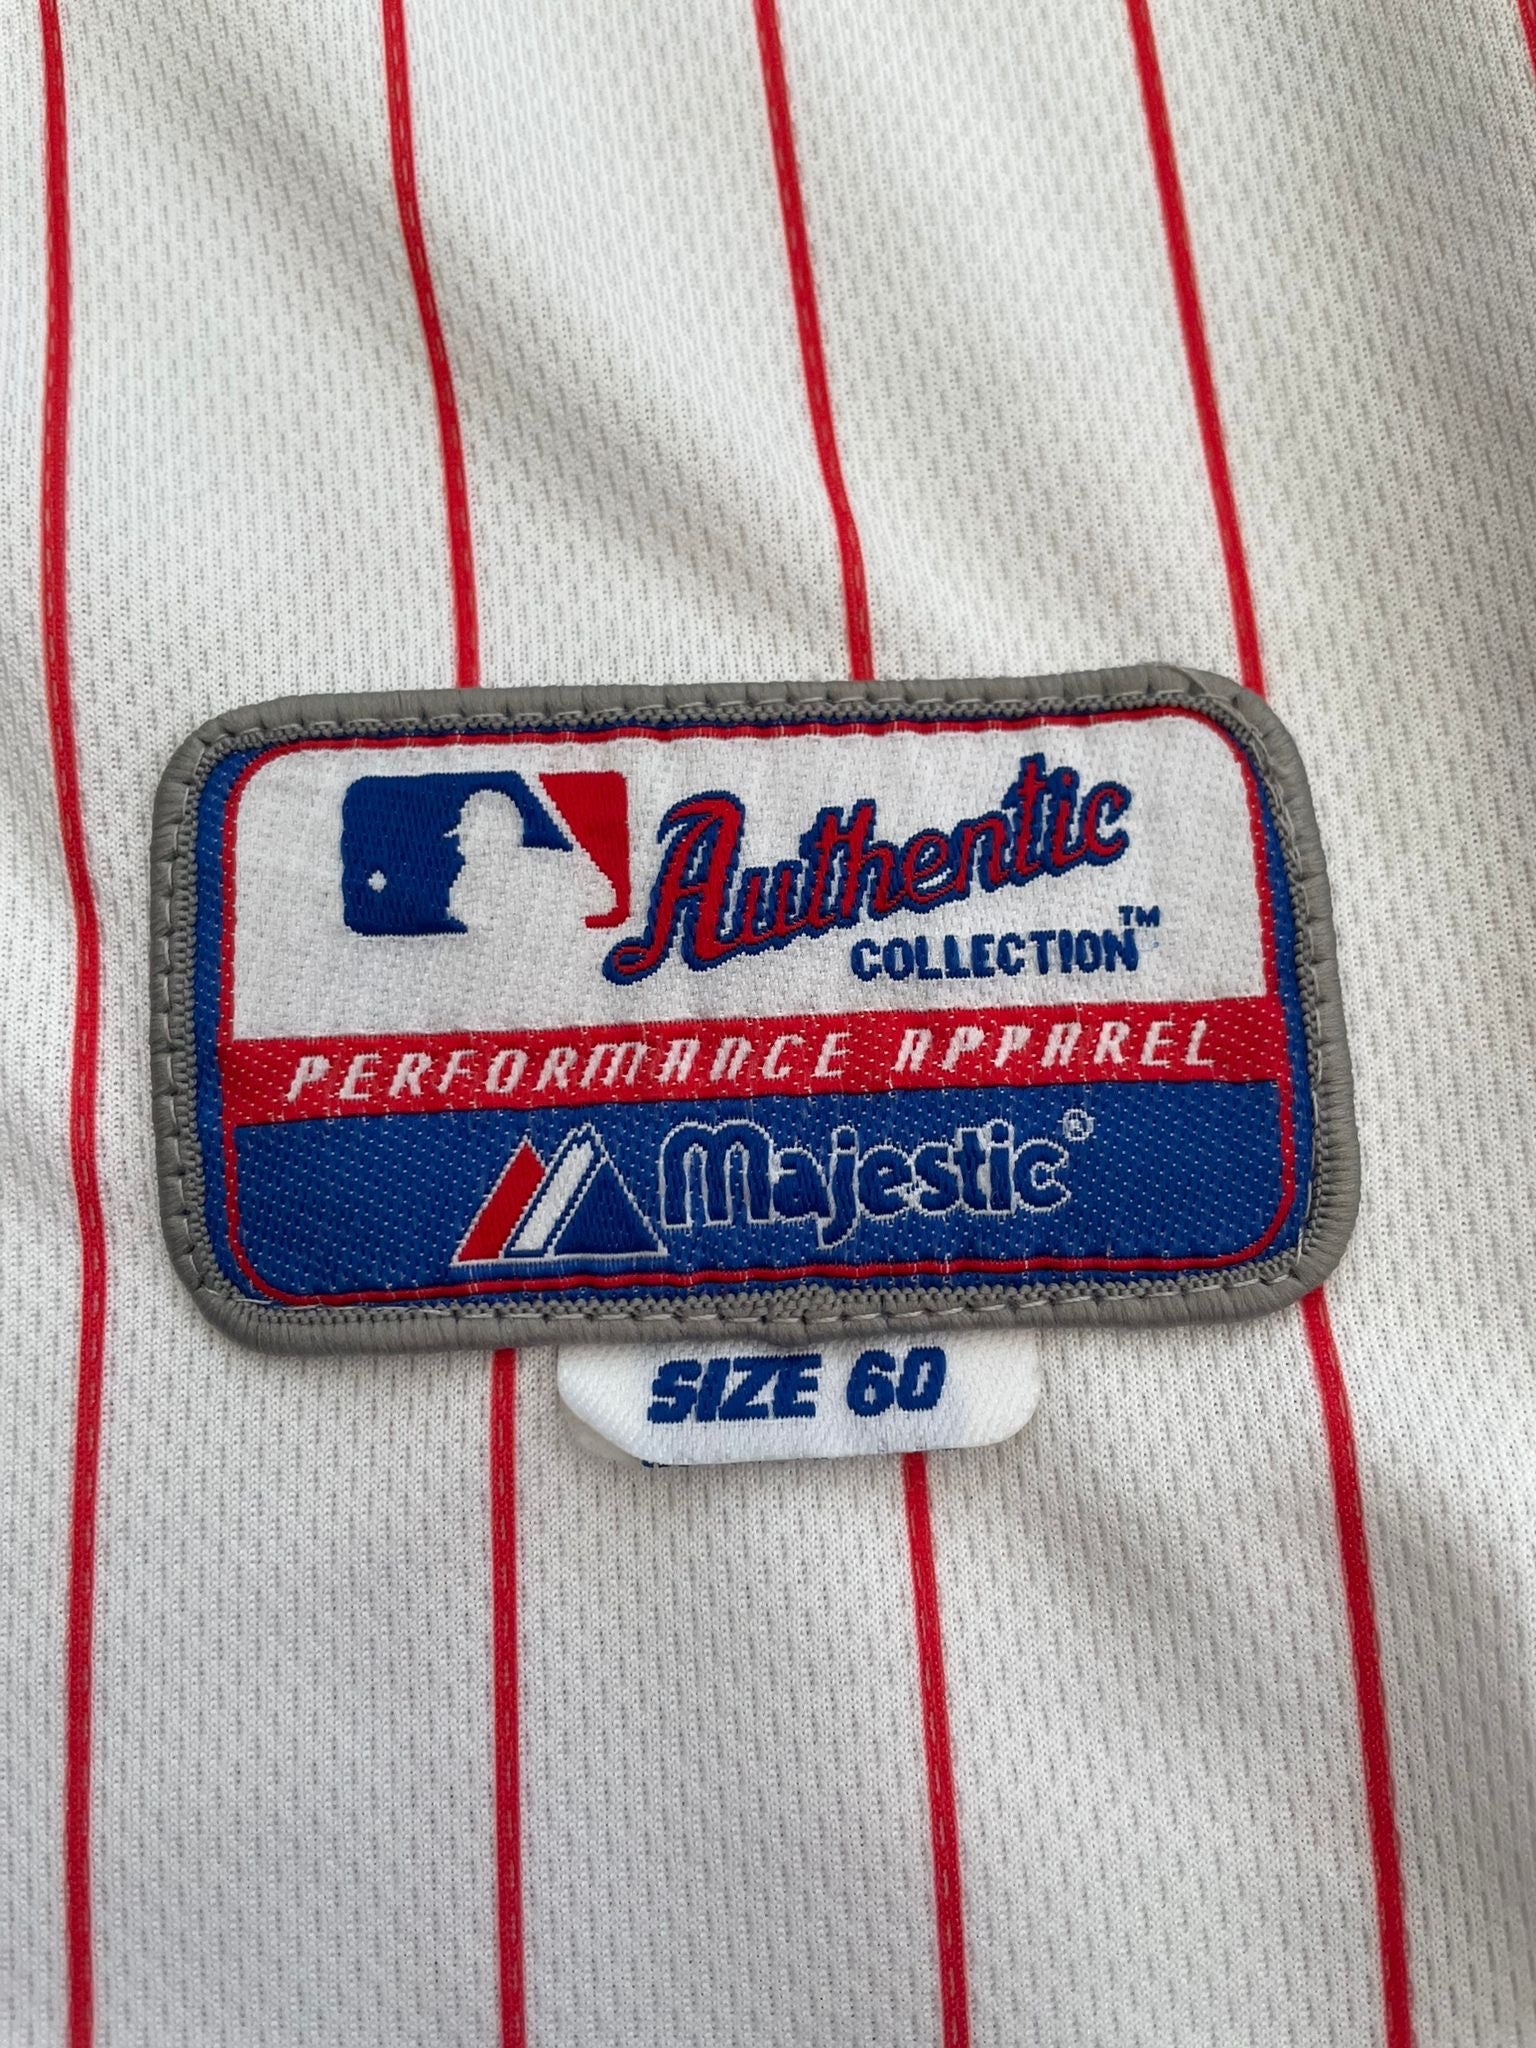 Authentic
COLLECTION™
PERFORMANCE APPAREL
Majestic®
SIZE 60